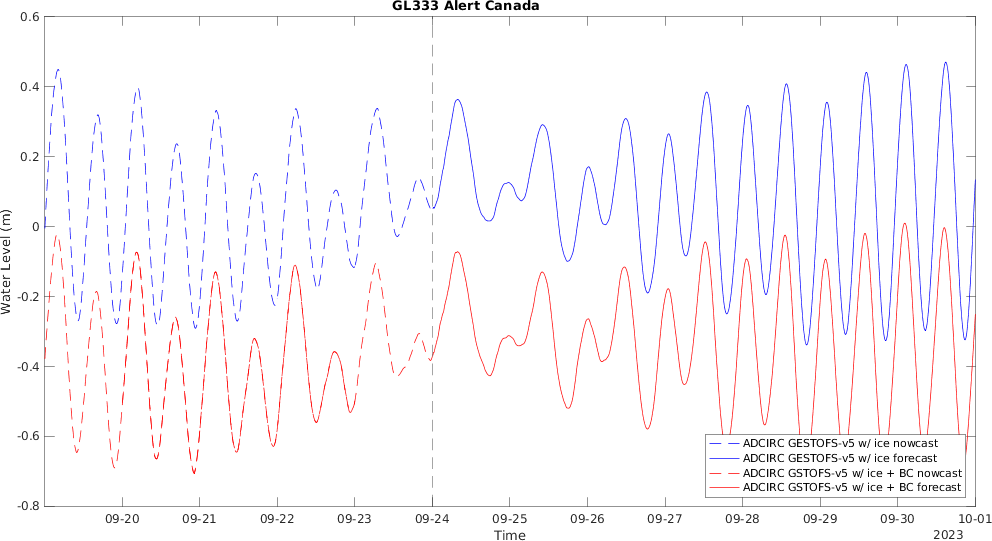 GL333 Alert Canada
0.6
0.4
0.2
0
-0.2
-0.4
-0.6
-0.8
Water Level (m)
ADCIRC GESTOFS-v5 w/ ice nowcast
ADCIRC GESTOFS-v5 w/ ice forecast
ADCIRC GSTOFS-v5 w/ ice + BC nowcast
ADCIRC GSTOFS-v5 w/ ice + BC forecast
09-20 09-21 09-22 09-23 09-24 09-25 09-26 09-27 09-28 09-29 09-30 10-01
Time
2023